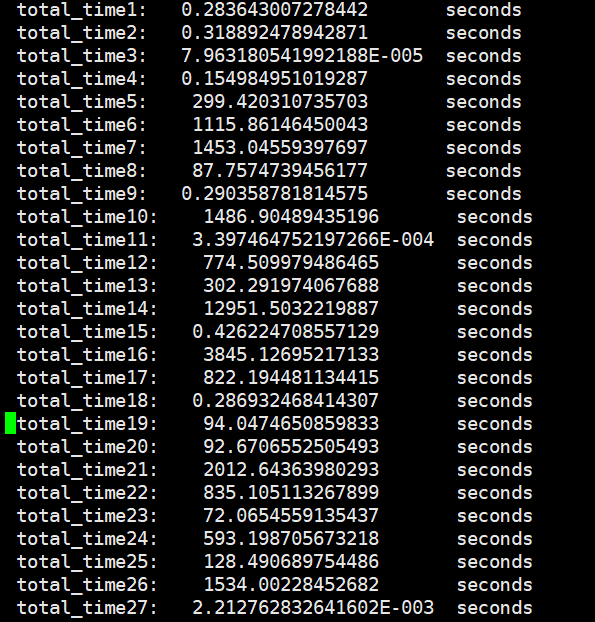 total_time1: 0.283643007278442 seconds
total_time2: 0.318892478942871 seconds
total_time3: 7.963180541992188E-005 seconds
total_time4: 0.154984951019287 seconds
total_time5: 299.420310735703 seconds
total_time6: 1115.86146450043 seconds
total_time7: 1453.04559397697 seconds
total_time8: 87.7574739456177 seconds
total_time9: 0.290358781814575 seconds
total_time10: 1486.90489435196 seconds
total_time11: 3.397464752197266E-004 seconds
total_time12: 774.509979486465 seconds
total_time13: 302.291974067688 seconds
total_time14: 12951.5032219887 seconds
total_time15: 0.426224708557129 seconds
total_time16: 3845.12695217133 seconds
total_time17: 822.194481134415 seconds
total_time18: 0.286932468414307 seconds
total_time19: 94.0474650859833 seconds
total_time20: 92.6706552505493 seconds
total_time21: 2012.64363980293 seconds
total_time22: 835.105113267899 seconds
total_time23: 72.0654559135437 seconds
total_time24: 593.198705673218 seconds
total_time25: 128.490689754486 seconds
total_time26: 1534.00228452682 seconds
total_time27: 2.212762832641602E-003 seconds